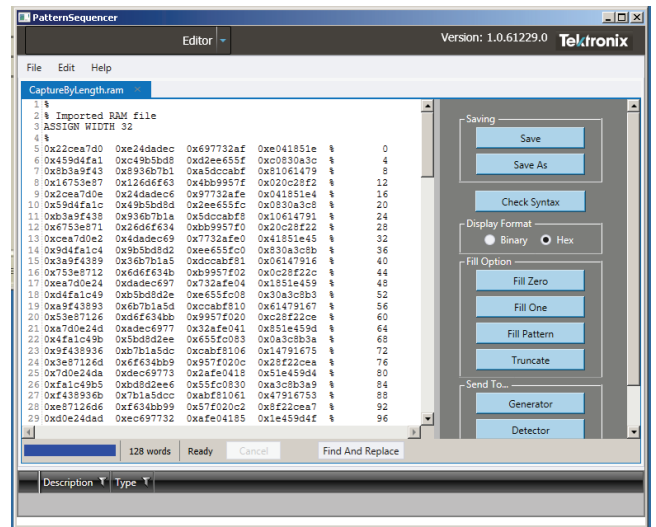 PatternSequencer
Editor
Version: 1.0.61229.0 Tektronix
File Edit Help
CaptureByLength.ram ×
1 %
2 % Imported RAM file
3 ASSIGN WIDTH 32
4 %
5 0x22cea7d0 0xe24dadec 0x697732af 0xe041851e % 0
6 0x459d4fa1 0xc49b5bd8 0xd2ee655f 0xc0830a3c % 4
7 0x8b3a9f43 0x8936b7b1 0xa5dccabf 0x81061479 % 8
8 0x16753e87 0x126d6f63 0x4bb9957f 0x020c28f2 % 12
9 0x2cea7d0e 0x24dadec6 0x97732afe 0x041851e4 % 16
10 0x59d4fa1c 0x49b5bd8d 0x2ee655fc 0x0830a3c8 % 20
11 0xb3a9f438 0x936b7b1a 0x5dccabf8 0x10614791 % 24
12 0x6753e871 0x26d6f634 0xbb9957f0 0x20c28f22 % 28
13 0xcea7d0e2 0x4dadec69 0x7732afe0 0x41851e45 % 32
14 0x9d4fa1c4 0x9b5bd8d2 0xee655fc0 0x830a3c8b % 36
15 0x3a9f4389 0x36b7b1a5 0xdccabf81 0x06147916 % 40
16 0x753e8712 0x6d6f634b 0xb9957f02 0x0c28f22c % 44
17 0xea7d0e24 0xdadec697 0x732afe04 0x1851e459 % 48
18 0xd4fa1c49 0xb5bd8d2e 0xe655fc08 0x30a3c8b3 % 52
19 0xa9f43893 0x6b7b1a5d 0xccabf810 0x61479167 % 56
20 0x53e87126 0xd6f634bb 0x9957f020 0xc28f22ce % 60
21 0xa7d0e24d 0xadec6977 0x32afe041 0x851e459d % 64
22 0x4fa1c49b 0x5bd8d2ee 0x655fc083 0x0a3c8b3a % 68
23 0x9f438936 0xb7b1a5dc 0xcabf8106 0x14791675 % 72
24 0x3e87126d 0x6f634bb9 0x957f020c 0x28f22cea % 76
25 0x7d0e24da 0xdec69773 0x2afe0418 0x51e459d4 % 80
26 0xfa1c49b5 0xbd8d2ee6 0x55fc0830 0xa3c8b3a9 % 84
27 0xf438936b 0x7b1a5dcc 0xabf81061 0x47916753 % 88
28 0xe87126d6 0xf634bb99 0x57f020c2 0x8f22cea7 % 92
29 0xd0e24dad 0xec697732 0xafe04185 0x1e459d4f % 96
Saving
Save
Save As
Check Syntax
Display Format
Binary Hex
Fill Option
Fill Zero
Fill One
Fill Pattern
Truncate
Send To...
Generator
Detector
128 words Ready Cancel Find And Replace
Description Type